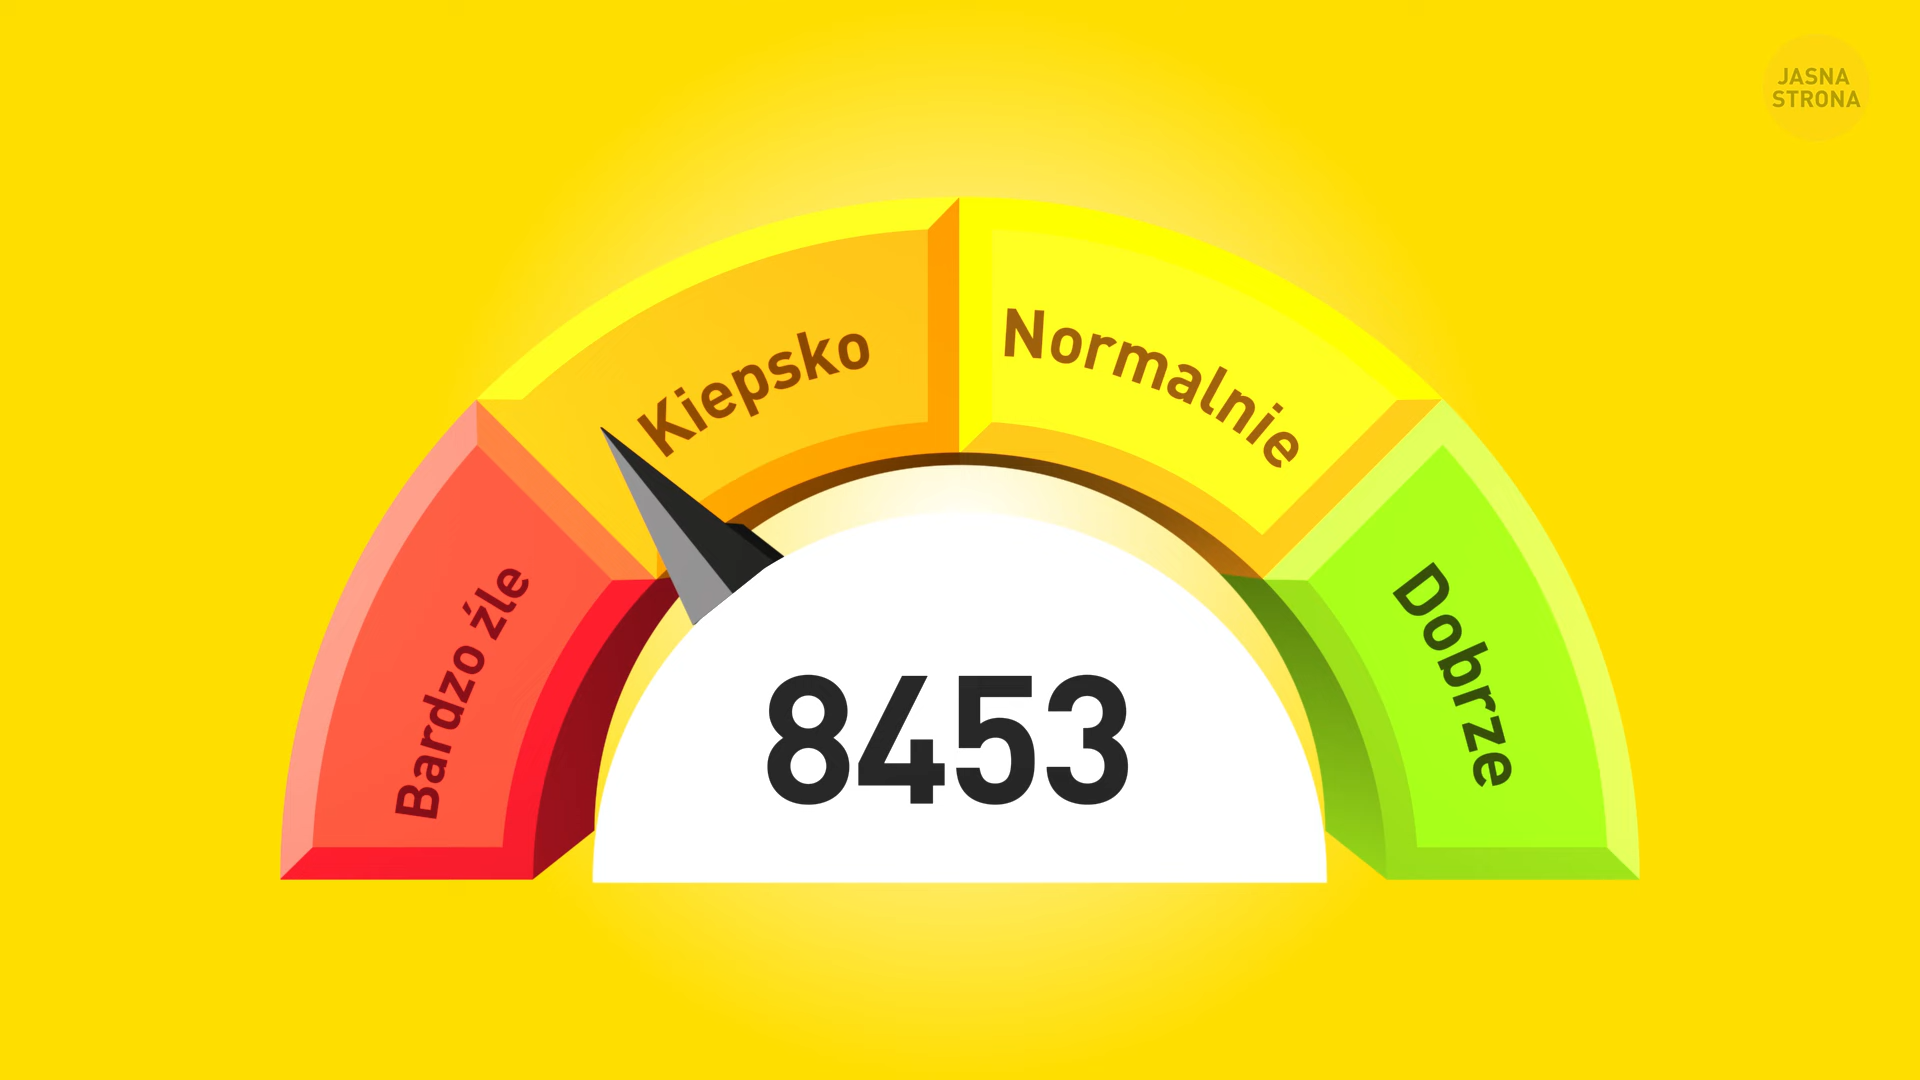 JASNA
STRONA
Kiepsko
Normalnie
Bardzo źle
Dobrze
8453